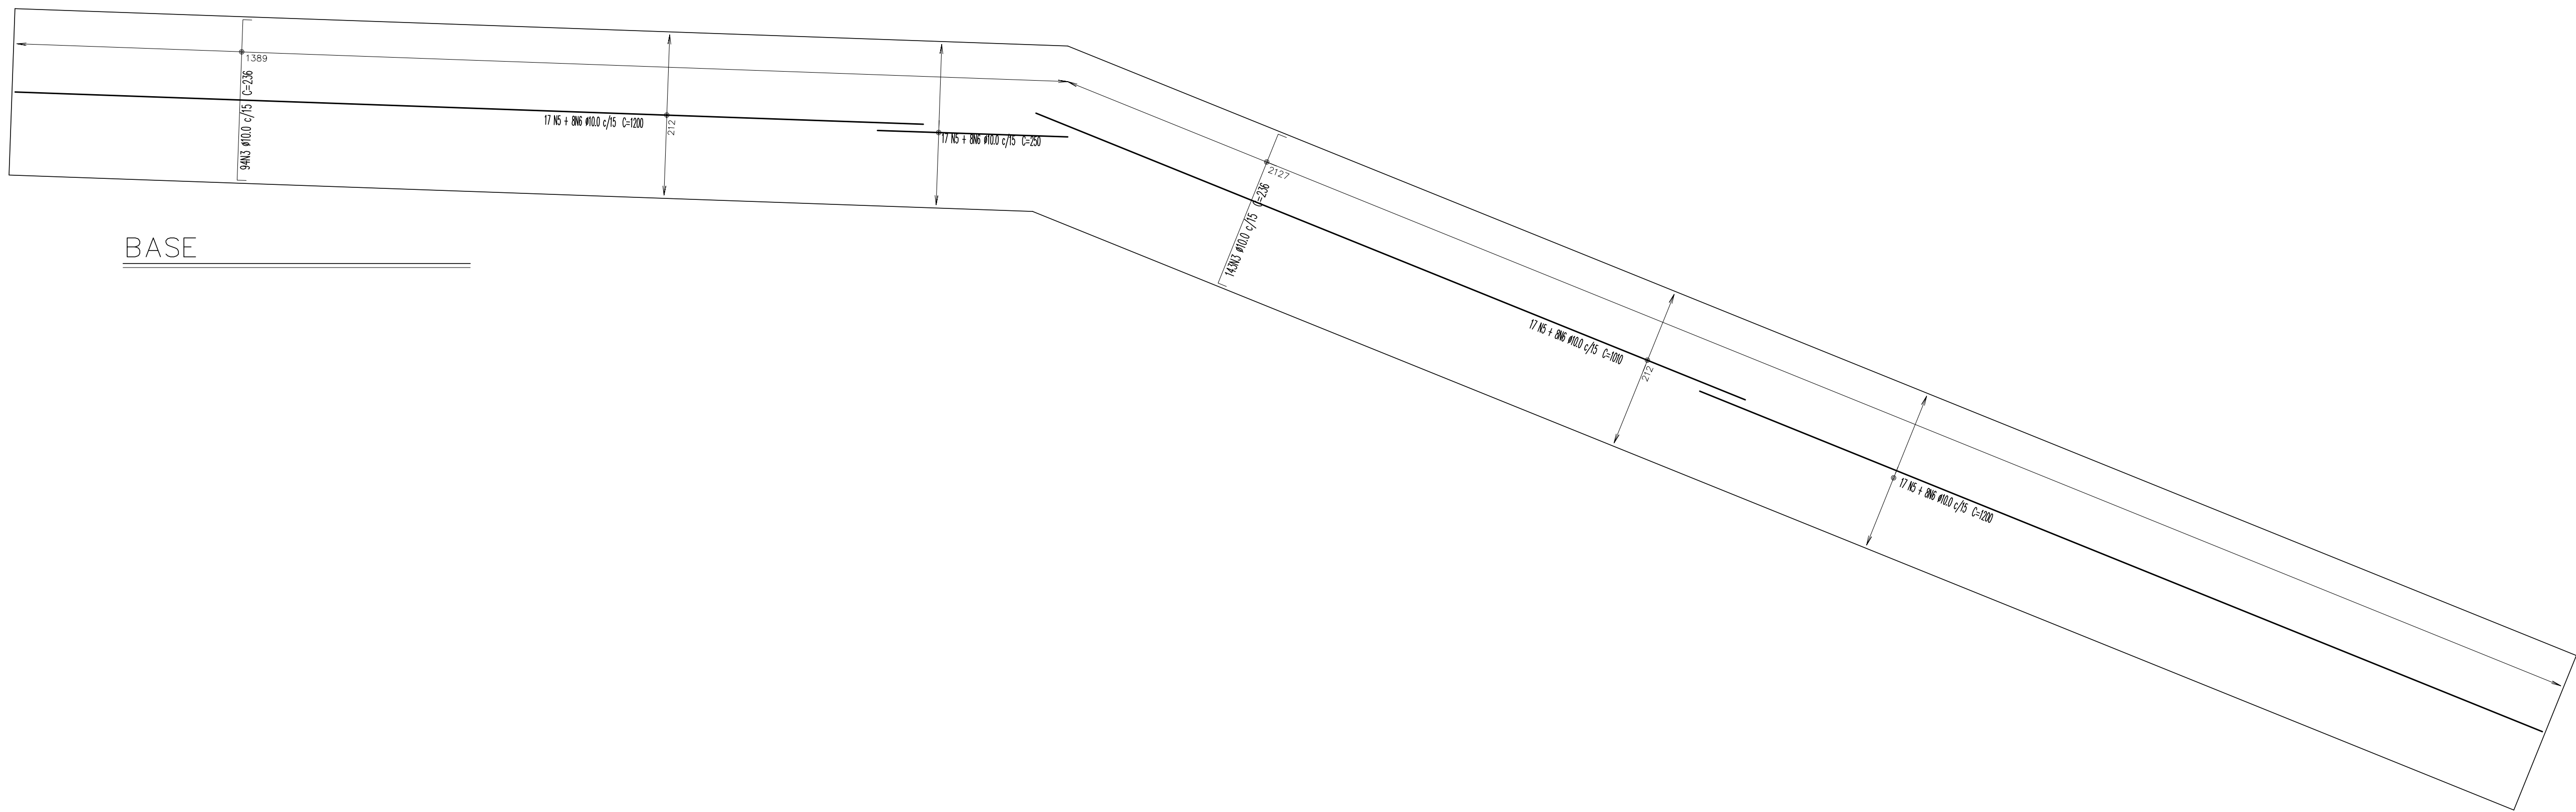 1389
94N3 ø10.0 c/15 C=236
17 N5 + 8N6 ø10.0 c/15 C=1200
212
17 N5 + 8N6 ø10.0 c/15 C=250
2127
143N3 ø10.0 c/15 C=236
BASE
17 N5 + 8N6 ø10.0 c/15 C=1010
212
17 N5 + 8N6 ø10.0 c/15 C=1200